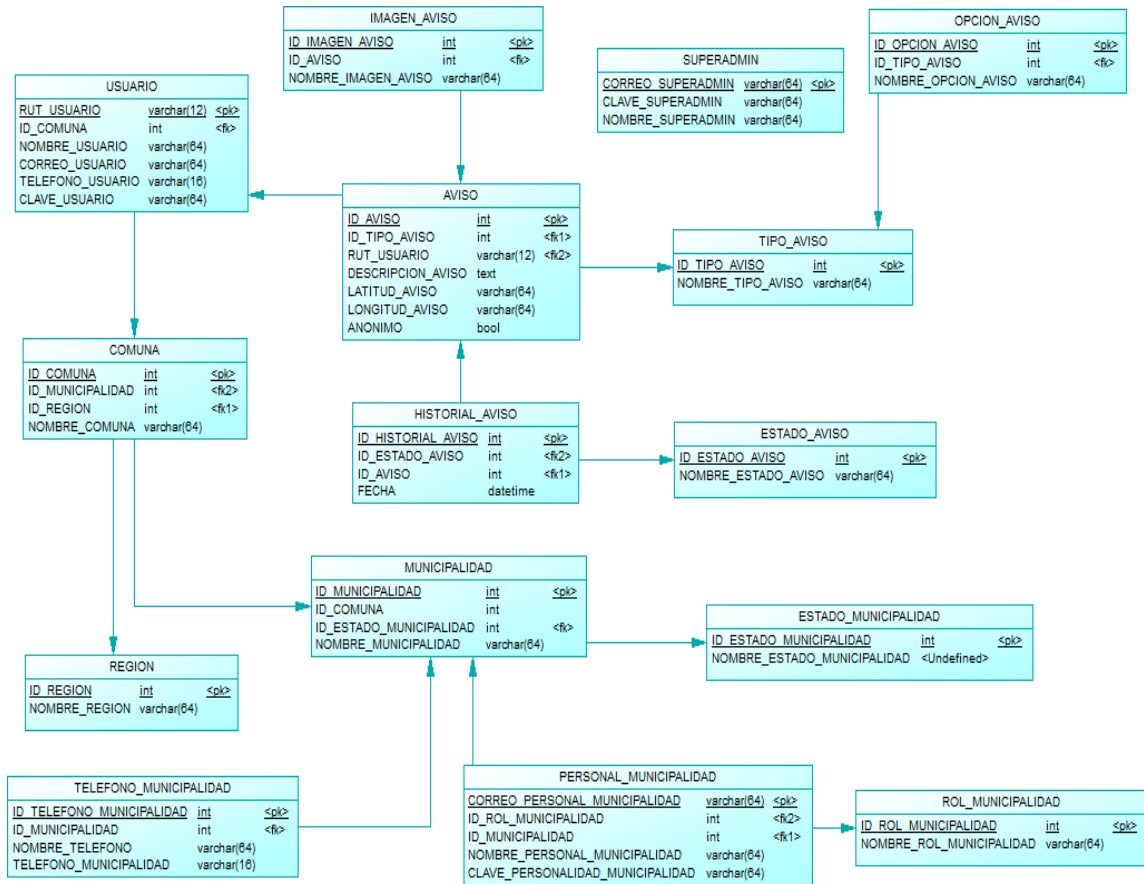 IMAGEN_AVISO
ID_IMAGEN_AVISO int <pk>
ID_AVISO int <fk>
NOMBRE_IMAGEN_AVISO varchar(64)
OPCION_AVISO
ID_OPCION_AVISO int <pk>
ID_TIPO_AVISO int <fk>
NOMBRE_OPCION_AVISO varchar(64)
SUPERADMIN
CORREO_SUPERADMIN varchar(64) <pk>
CLAVE_SUPERADMIN varchar(64)
NOMBRE_SUPERADMIN varchar(64)
USUARIO
RUT_USUARIO varchar(12) <pk>
ID_COMUNA int <fk>
NOMBRE_USUARIO varchar(64)
CORREO_USUARIO varchar(64)
TELEFONO_USUARIO varchar(16)
CLAVE_USUARIO varchar(64)
AVISO
ID_AVISO int <pk>
ID_TIPO_AVISO int <fk1>
RUT_USUARIO varchar(12) <fk2>
DESCRIPCION_AVISO text
LATITUD_AVISO varchar(64)
LONGITUD_AVISO varchar(64)
ANONIMO bool
TIPO_AVISO
ID_TIPO_AVISO int <pk>
NOMBRE_TIPO_AVISO varchar(64)
COMUNA
ID_COMUNA int <pk>
ID_MUNICIPALIDAD int <fk2>
ID_REGION int <fk1>
NOMBRE_COMUNA varchar(64)
HISTORIAL_AVISO
ID_HISTORIAL_AVISO int <pk>
ID_ESTADO_AVISO int <fk2>
ID_AVISO int <fk1>
FECHA datetime
ESTADO_AVISO
ID_ESTADO_AVISO int <pk>
NOMBRE_ESTADO_AVISO varchar(64)
MUNICIPALIDAD
ID_MUNICIPALIDAD int <pk>
ID_COMUNA int
ID_ESTADO_MUNICIPALIDAD int <fk>
NOMBRE_MUNICIPALIDAD varchar(64)
ESTADO_MUNICIPALIDAD
ID_ESTADO_MUNICIPALIDAD int <pk>
NOMBRE_ESTADO_MUNICIPALIDAD <Undefined>
REGION
ID_REGION int <pk>
NOMBRE_REGION varchar(64)
TELEFONO_MUNICIPALIDAD
ID_TELEFONO_MUNICIPALIDAD int <pk>
ID_MUNICIPALIDAD int <fk>
NOMBRE_TELEFONO varchar(64)
TELEFONO_MUNICIPALIDAD varchar(16)
PERSONAL_MUNICIPALIDAD
CORREO_PERSONAL_MUNICIPALIDAD varchar(64) <pk>
ID_ROL_MUNICIPALIDAD int <fk2>
ID_MUNICIPALIDAD int <fk1>
NOMBRE_PERSONAL_MUNICIPALIDAD varchar(64)
CLAVE_PERSONALIDAD_MUNICIPALIDAD varchar(64)
ROL_MUNICIPALIDAD
ID_ROL_MUNICIPALIDAD int <pk>
NOMBRE_ROL_MUNICIPALIDAD varchar(64)